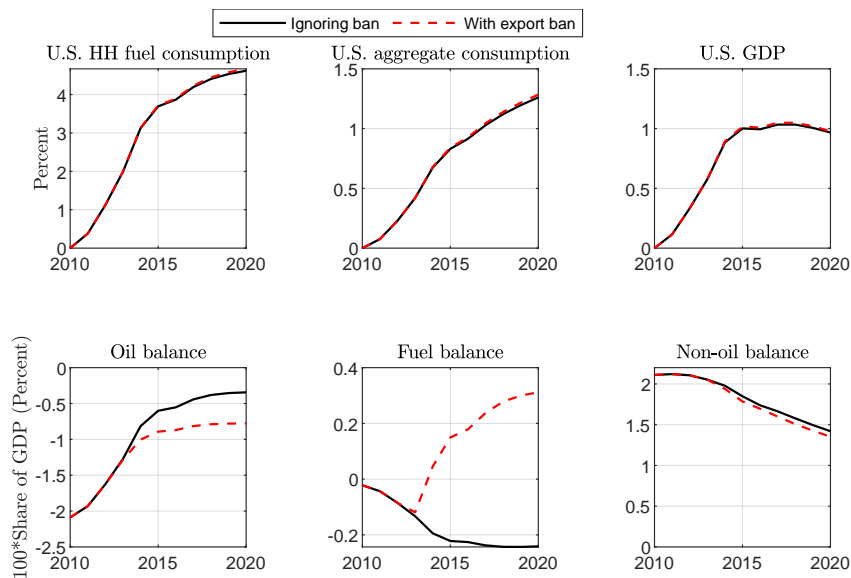 Ignoring ban With export ban
U.S. HH fuel consumption U.S. aggregate consumption U.S. GDP
Percent
4
3
2
1
0
2010 2015 2020
1.5
1
0.5
0
2010 2015 2020
1.5
1
0.5
0
2010 2015 2020
Oil balance Fuel balance Non-oil balance
100*Share of GDP (Percent)
0
-0.5
-1
-1.5
-2
-2.5
2010 2015 2020
0.4
0.2
0
-0.2
2010 2015 2020
2
1.5
1
0.5
0
2010 2015 2020